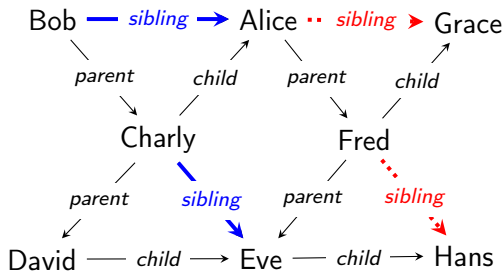 Bob sibling Alice sibling Grace
parent child parent child
Charly Fred
parent sibling parent sibling
David child Eve child Hans